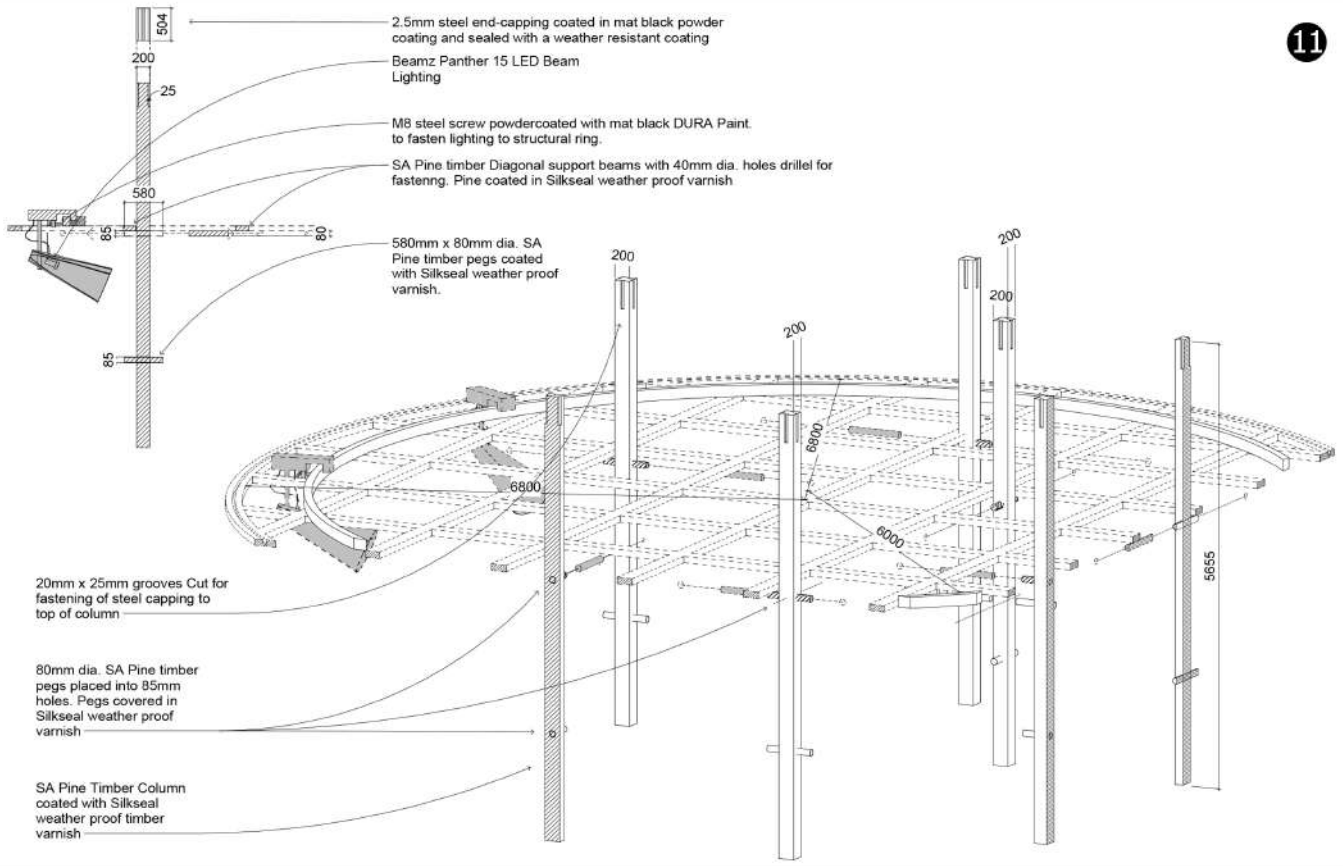 504
2.5mm steel end-capping coated in mat black powder
coating and sealed with a weather resistant coating
11
200
Beamz Panther 15 LED Beam
Lighting
25
M8 steel screw powdercoated with mat black DURA Paint.
to fasten lighting to structural ring.
SA Pine timber Diagonal support beams with 40mm dia. holes drillel for
fastenng. Pine coated in Silkseal weather proof varnish
580
85
80
580mm x 80mm dia. SA
Pine timber pegs coated
with Silkseal weather proof
varnish.
85
200
200
200
200
6800
6800
6000
5655
20mm x 25mm grooves Cut for
fastening of steel capping to
top of column
80mm dia. SA Pine timber
pegs placed into 85mm
holes. Pegs covered in
Silkseal weather proof
varnish
SA Pine Timber Column
coated with Silkseal
weather proof timber
varnish